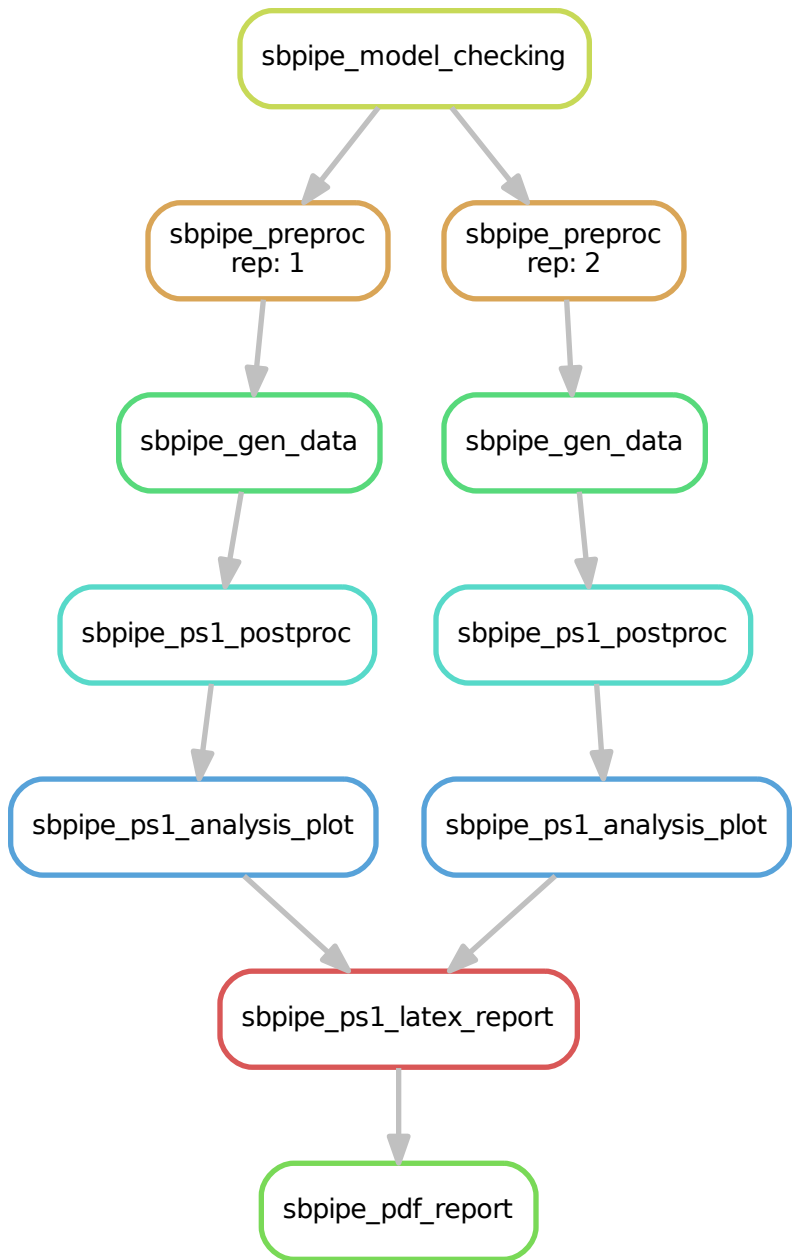 sbpipe_model_checking
sbpipe_preproc
rep: 1
sbpipe_preproc
rep: 2
sbpipe_gen_data
sbpipe_gen_data
sbpipe_ps1_postproc
sbpipe_ps1_postproc
sbpipe_ps1_analysis_plot
sbpipe_ps1_analysis_plot
sbpipe_ps1_latex_report
sbpipe_pdf_report